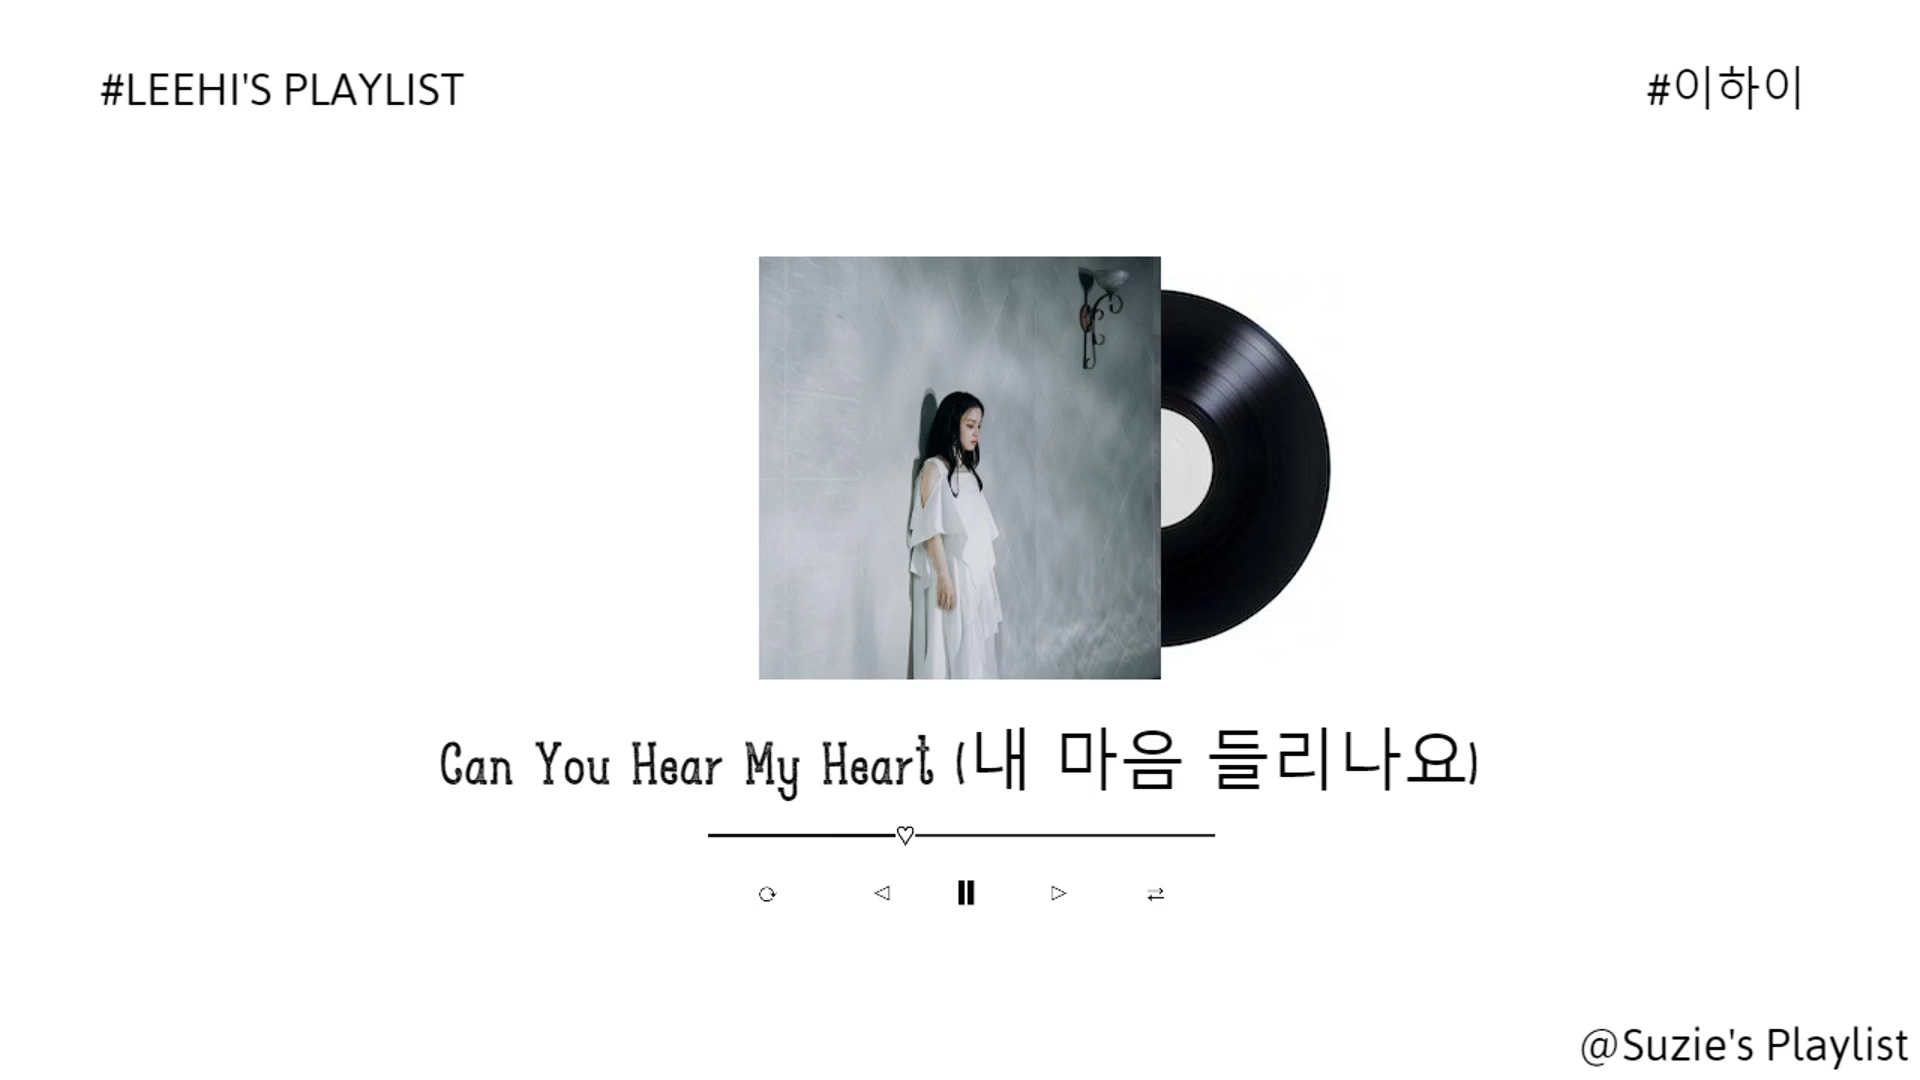 #LEEHI'S PLAYLIST
#이하이
Can You Hear My Heart (내 마음 들리나요)
@Suzie's Playlist